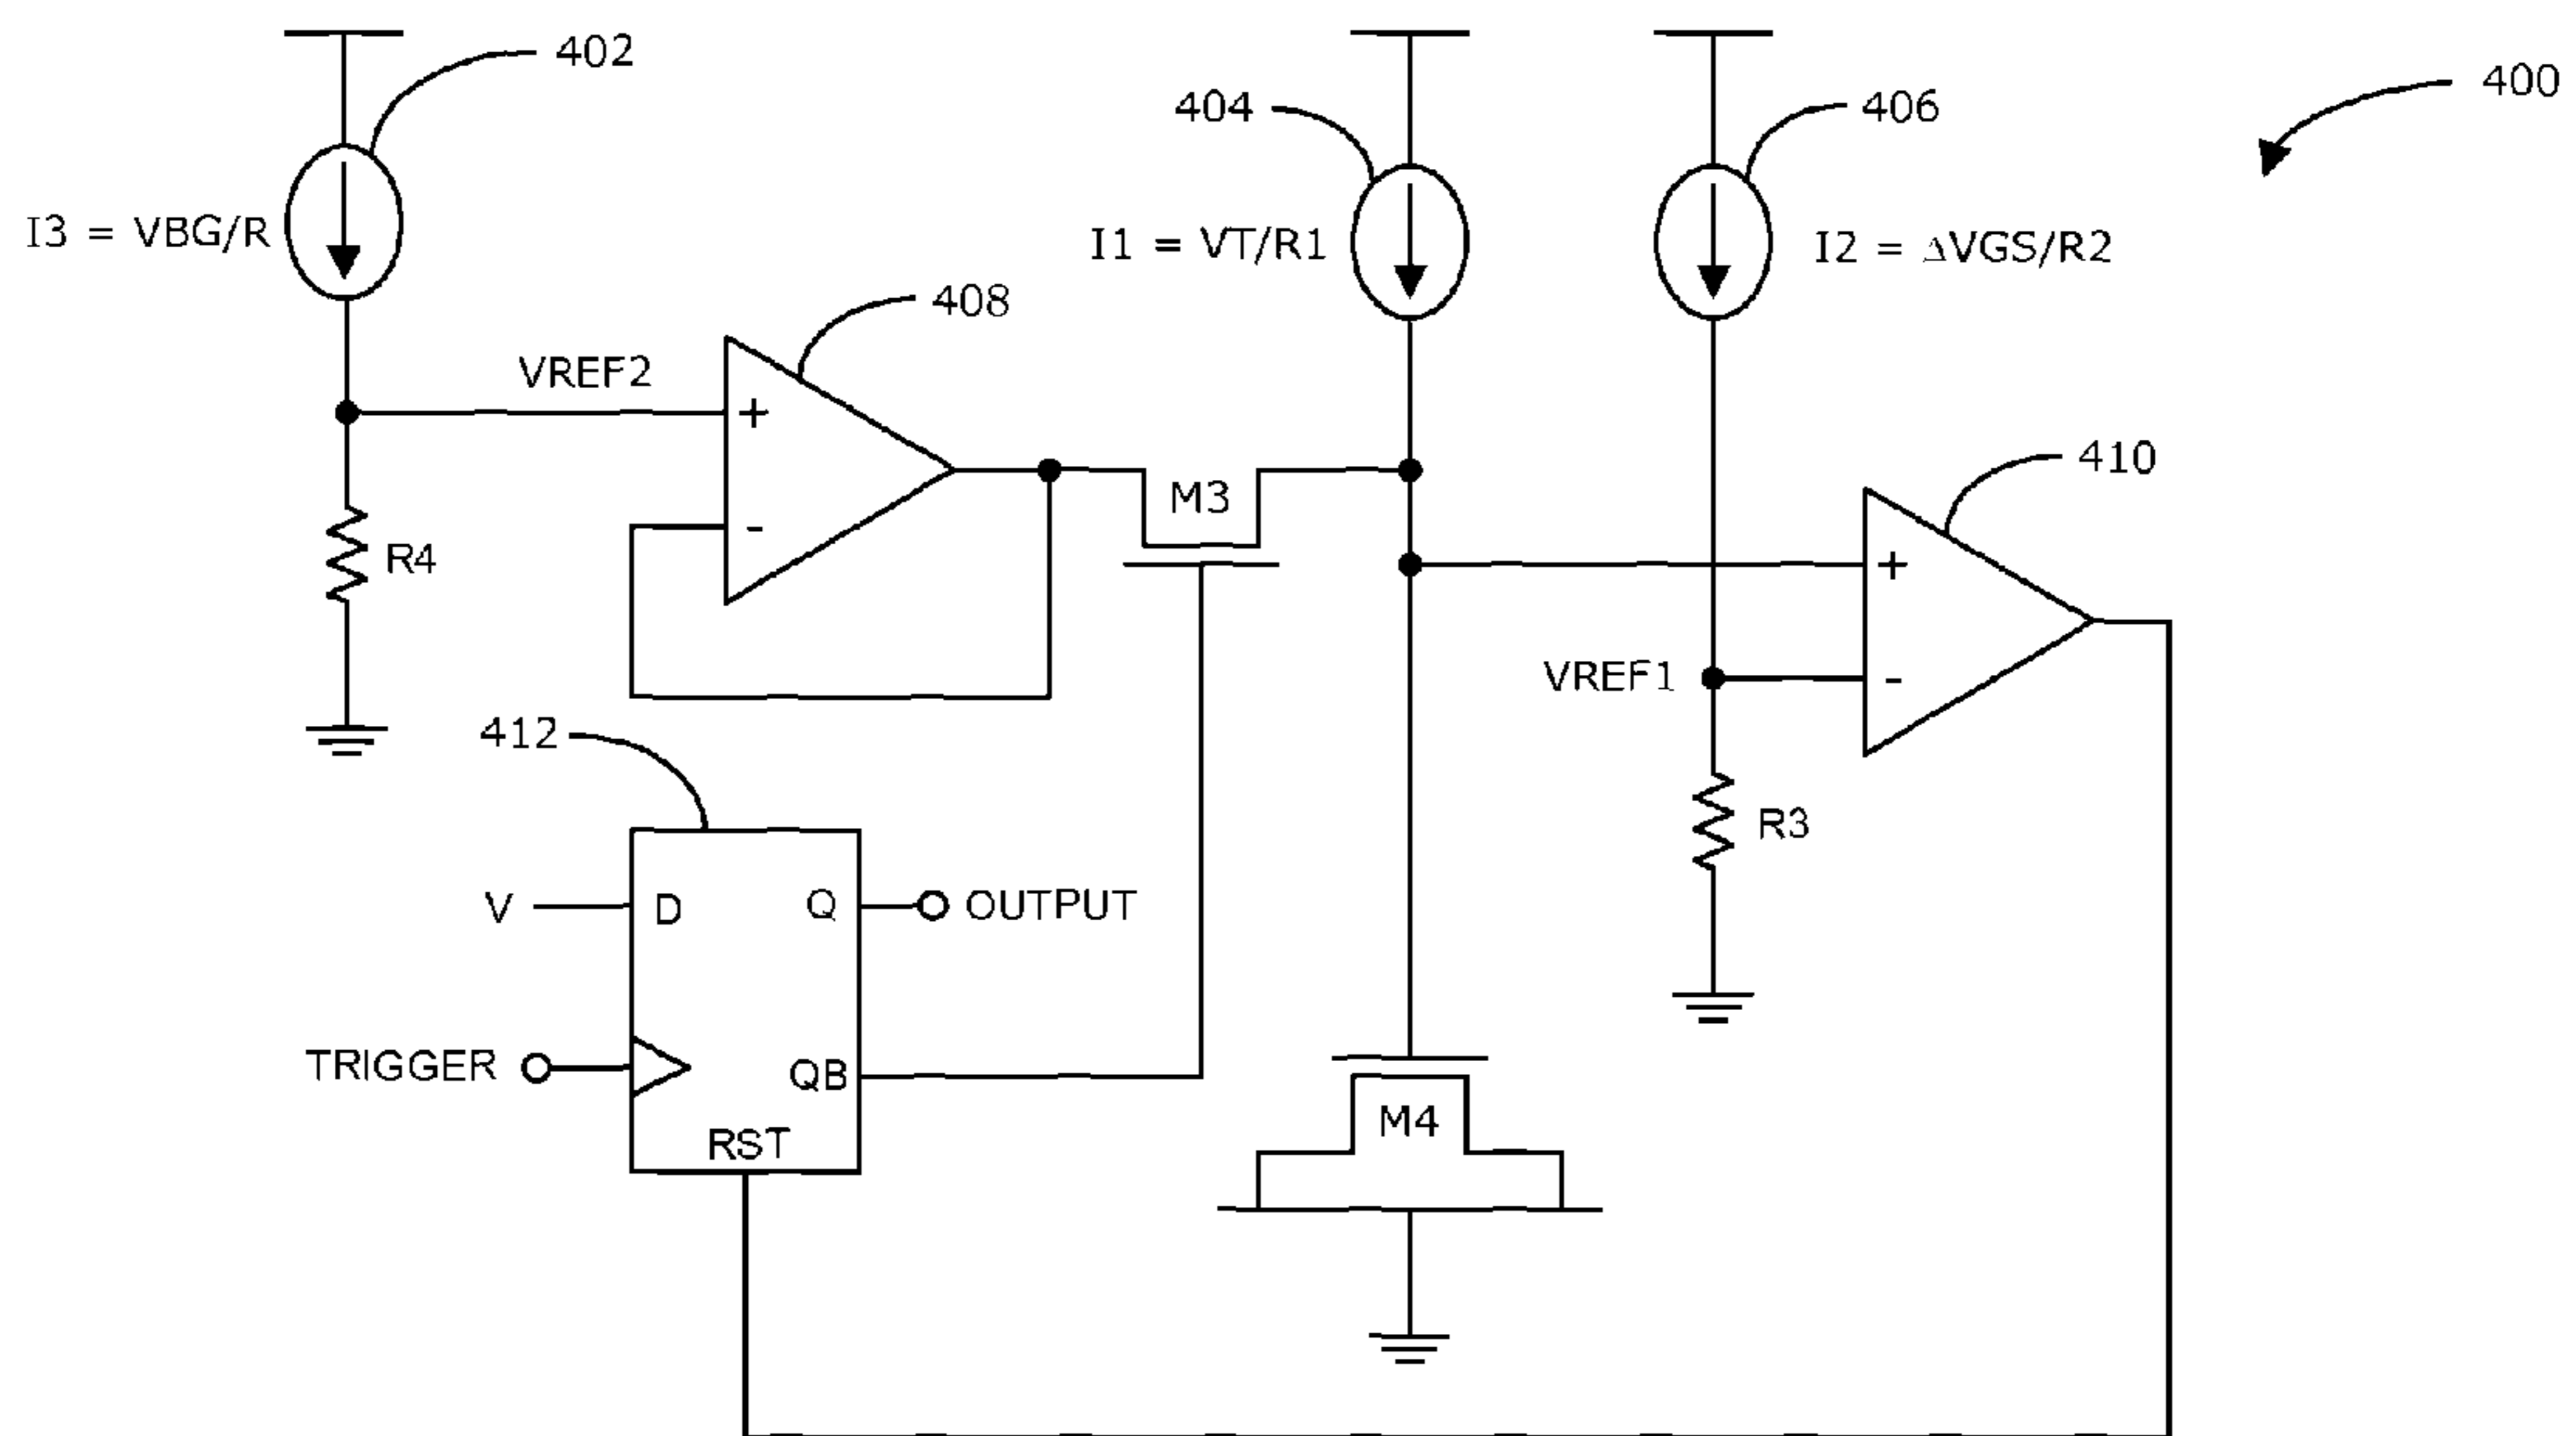 402
400
404
406
I3 = VBG/R
I1 = VT/R1
I2 = ΔVGS/R2
408
VREF2
+
-
M3
410
R4
+
VREF1
-
412
R3
V
D
Q
OUTPUT
TRIGGER
QB
RST
M4